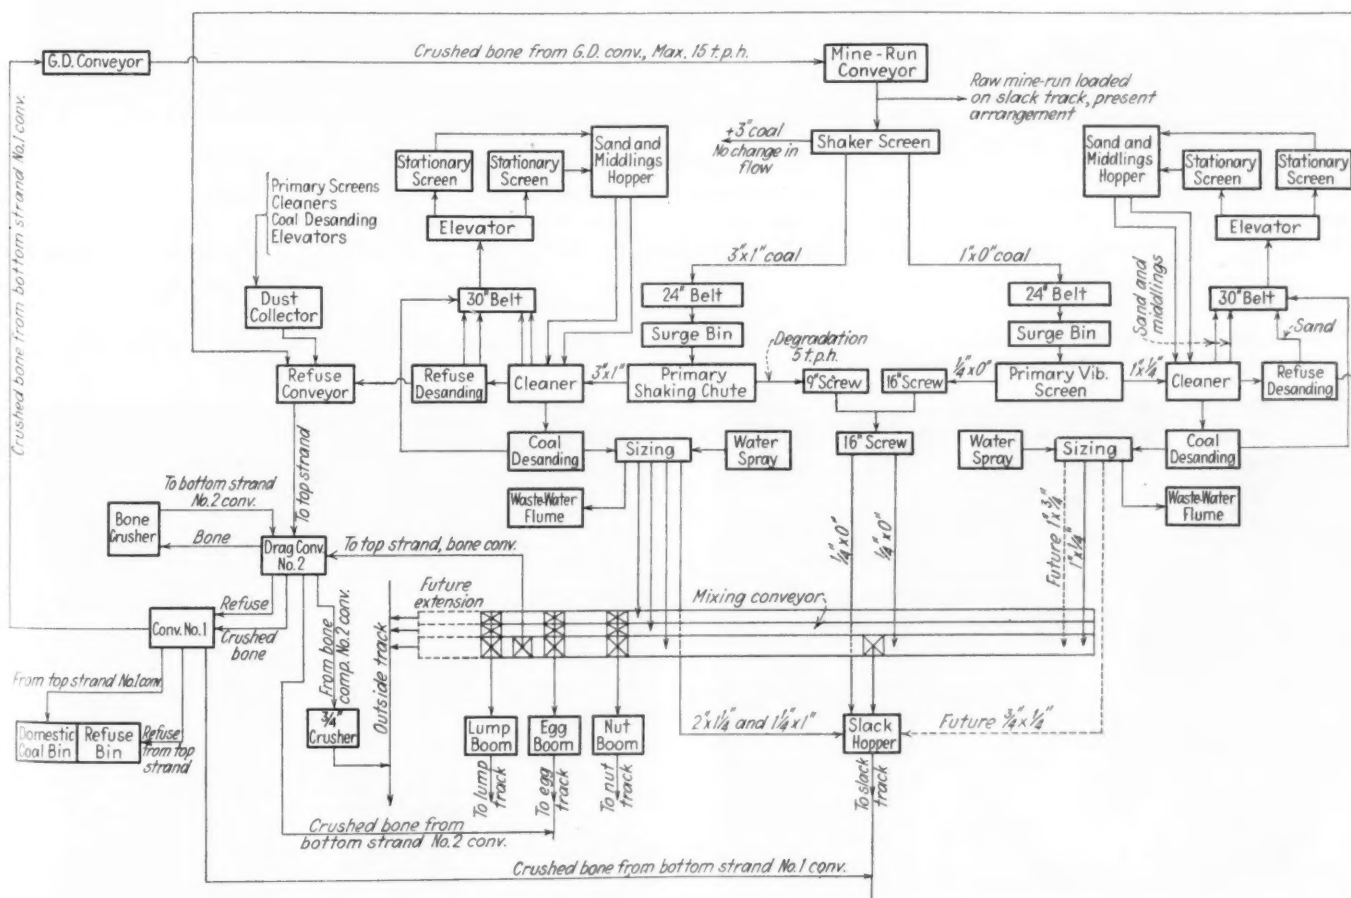 G.D. Conveyor
Crushed bone from G.D. conv., Max. 15 t.p.h.
Mine-Run
Conveyor
Raw mine-run loaded
on slack track, present
arrangement
+3" coal
No change in
flow
Shaker Screen
Stationary
Screen
Stationary
Screen
Sand and
Middlings
Hopper
Sand and
Middlings
Hopper
Stationary
Screen
Stationary
Screen
Primary Screens
Cleaners
Coal Desanding
Elevators
Elevator
Elevator
3"x1" coal
1"x0" coal
Dust
Collector
30" Belt
24" Belt
24" Belt
Sand and
middlings
30" Belt
Surge Bin
Surge Bin
Sand
Degradation
5 t.p.h.
Refuse
Conveyor
Refuse
Desanding
Cleaner
3"x1"
Primary
Shaking Chute
9" Screw
16" Screw
1/4"x0"
Primary Vib.
Screen
1"x1/4"
Cleaner
Refuse
Desanding
Crushed bone from bottom strand No.1 conv.
To top strand
Coal
Desanding
Sizing
Water
Spray
16" Screw
Water
Spray
Sizing
Coal
Desanding
To bottom strand
No.2 conv.
Bone
Crusher
Bone
Waste-Water
Flume
Waste-Water
Flume
Drag Conv.
No.2
To top strand, bone conv.
1/4"x0"
1/4"x0"
Future 1"x3/4"
1"x1/4"
Refuse
Future
extension
Mixing conveyor
Conv. No.1
Crushed
bone
From bone
comp. No.2 conv.
Outside track
From top strand No.1 conv.
Domestic
Coal Bin
Refuse
Bin
Refuse
from top
strand
3/4"
Crusher
Lump
Boom
Egg
Boom
Nut
Boom
2"x1 1/4" and 1 1/4"x1"
Slack
Hopper
Future 3/4"x1/4"
To lump
track
To egg
track
To nut
track
To slack
track
Crushed bone from
bottom strand No.2 conv.
Crushed bone from bottom strand No.1 conv.